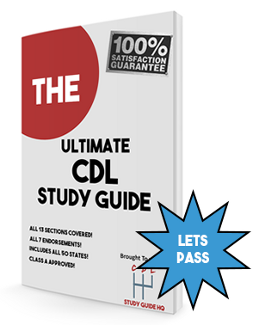 100%
SATISFACTION
GUARANTEE
THE
ULTIMATE
CDL
STUDY GUIDE
ALL 13 SECTIONS COVERED!
ALL 7 ENDORSEMENTS!
INCLUDES ALL 50 STATES!
CLASS A APPROVED!
Brought To
CDL
STUDY GUIDE HQ
LETS
PASS